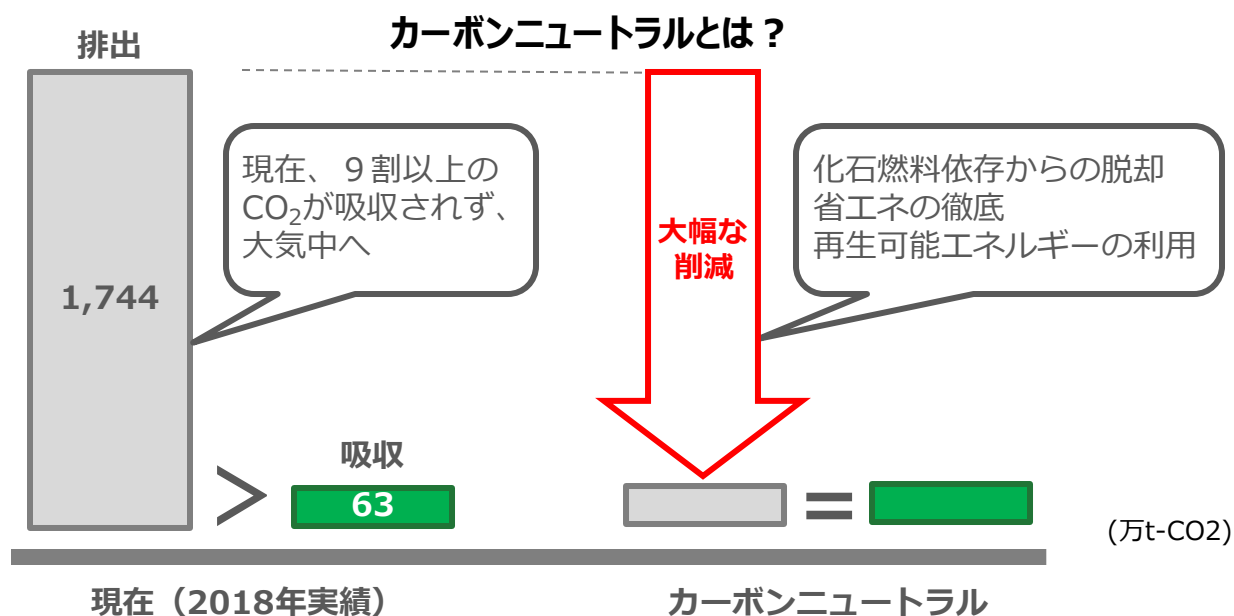 カーボンニュートラルとは？
排出
現在、９割以上の
CO₂が吸収されず、
大気中へ
1,744
>
吸収
63
大幅な
削減
化石燃料依存からの脱却
省エネの徹底
再生可能エネルギーの利用
=
(万t-CO2)
現在（2018年実績）
カーボンニュートラル